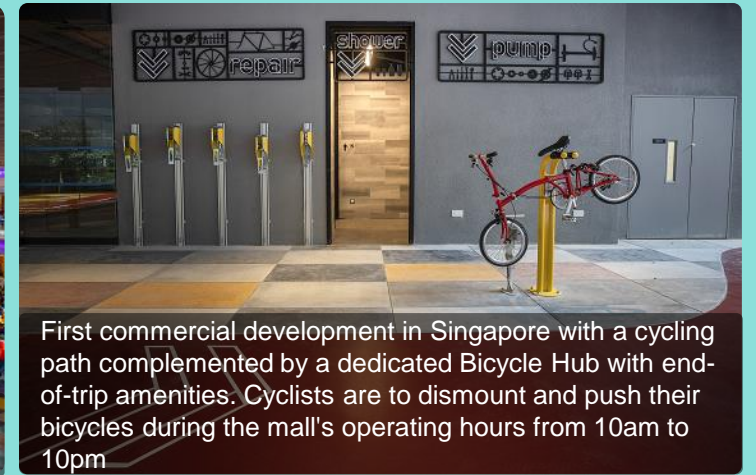 repair
shower
pump
First commercial development in Singapore with a cycling
path complemented by a dedicated Bicycle Hub with end-
of-trip amenities. Cyclists are to dismount and push their
bicycles during the mall's operating hours from 10am to
10pm